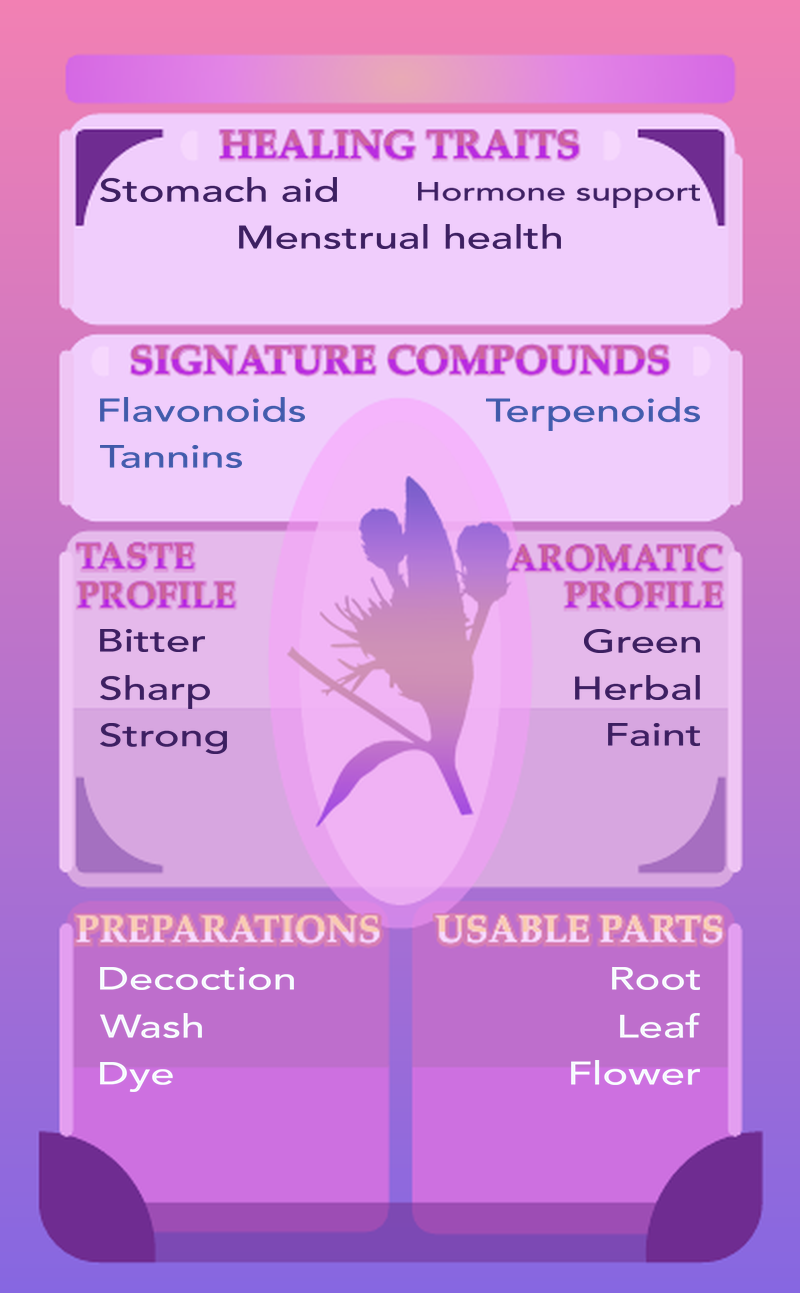 HEALING TRAITS
Stomach aid Hormone support
Menstrual health
SIGNATURE COMPOUNDS
Flavonoids Terpenoids
Tannins
TASTE
PROFILE
Bitter
Sharp
Strong
AROMATIC
PROFILE
Green
Herbal
Faint
PREPARATIONS
Decoction
Wash
Dye
USABLE PARTS
Root
Leaf
Flower